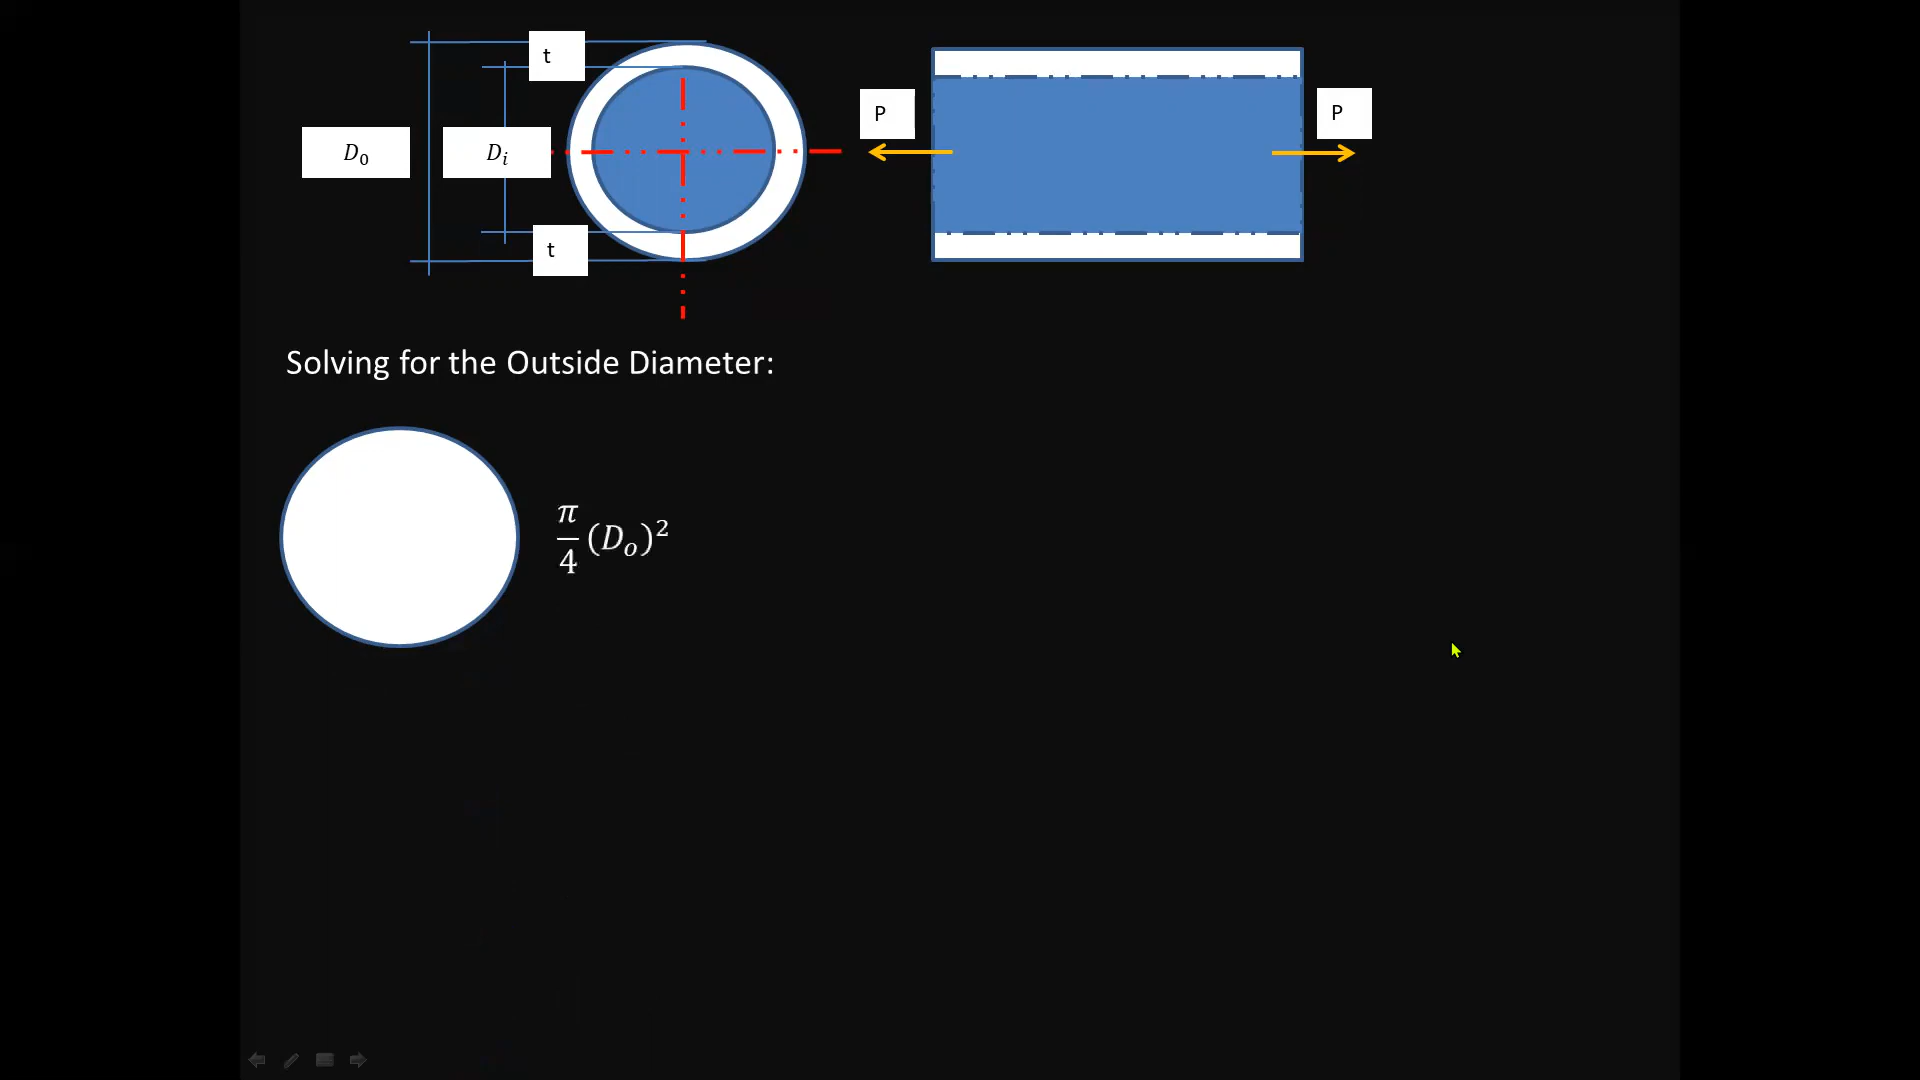 t
D₀
Dᵢ
t
P
P
Solving for the Outside Diameter:
π/4 (Dₒ)²